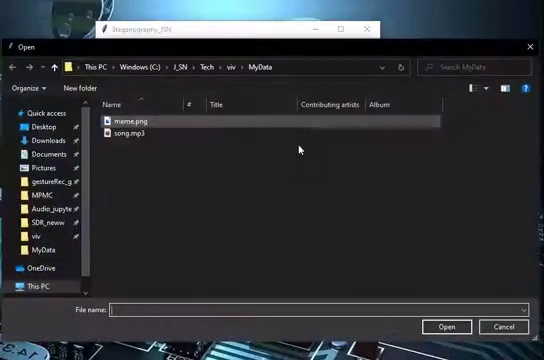 Steganography_JSN
Open
This PC > Windows (C:) > J_SN > Tech > viv > MyData
Search MyData
Organize
New folder
Name # Title Contributing artists Album
Quick access
Desktop
Downloads
Documents
Pictures
gestureRec_g
MPMC
Audio_jupyte
SDR_neww
viv
MyData
OneDrive
This PC
meme.png
song.mp3
File name:
Open Cancel